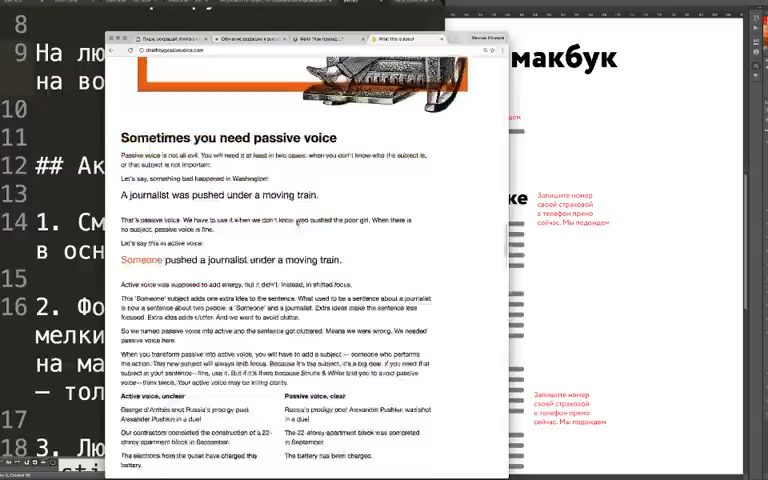 8
9 На лю
на во
10
11
12 ## Ак
13
14 1. См
в осн
15
16 2. Фо
мелки
на ма
— тол
17
18 3. Лю
What this is about
draftbypassivevoice.com
Sometimes you need passive voice
Passive voice is not all evil. You will need it at least in two cases: when you don't know who the subject is,
or that subject is not important.
Let's say, something bad happened in Washington:
A journalist was pushed under a moving train.
That's passive voice. We have to use it when we don't know who pushed the poor girl. When there is
no subject, passive voice is fine.
Let's say this in active voice:
Someone pushed a journalist under a moving train.
Active voice was supposed to add energy, but it didn't. Instead, it shifted focus.
This 'Someone' subject adds one extra idea to the sentence. What used to be a sentence about a journalist
is now a sentence about two people, a 'Someone' and a journalist. Extra ideas make the sentence less
focused. Extra ideas add clutter. And we want to avoid clutter.
So we turned passive voice into active and the sentence got cluttered. Means we were wrong. We needed
passive voice here.
When you transform passive into active, you will have to add a subject — someone who performs
the action. This new subject will always shift focus. Because it's the subject, it's a big deal. If you need that
subject in your sentence – fine, use it. But if it's there because Strunk & White told you to avoid passive
voice – think twice. Your active voice may be killing clarity.
Active voice, unclear
George d'Anthès shot Russia's prodigy poet
Alexander Pushkin in a duel
Our contractors completed the construction of a 22-
storey apartment block in September.
The electrons from the outlet have charged the
battery.
Passive voice, clear
Russia's prodigy poet Alexander Pushkin was shot
in a duel
The 22-storey apartment block was completed
in September
The battery has been charged.
макбук
ке
Запишите номер
своей страховой
в телефон прямо
сейчас. Мы подождем
Запишите номер
своей страховой
в телефон прямо
сейчас. Мы подождем